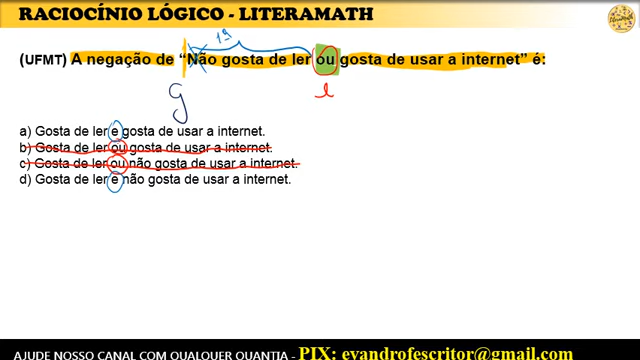 RACIOCÍNIO LÓGICO - LITERAMATH
1ª
(UFMT) A negação de “Não gosta de ler ou gosta de usar a internet” é:
g e
a) Gosta de ler e gosta de usar a internet.
b) Gosta de ler ou gosta de usar a internet.
c) Gosta de ler ou não gosta de usar a internet.
d) Gosta de ler e não gosta de usar a internet.
AJUDE NOSSO CANAL COM QUALQUER QUANTIA - PIX: evandrofescritor@gmail.com